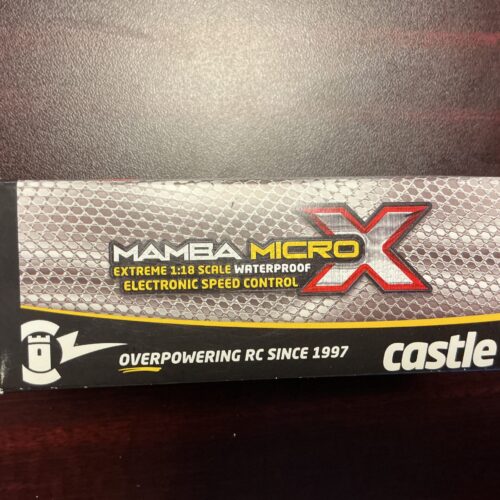 MAMBA MICRO X
EXTREME 1:18 SCALE WATERPROOF
ELECTRONIC SPEED CONTROL
OVERPOWERING RC SINCE 1997
castle